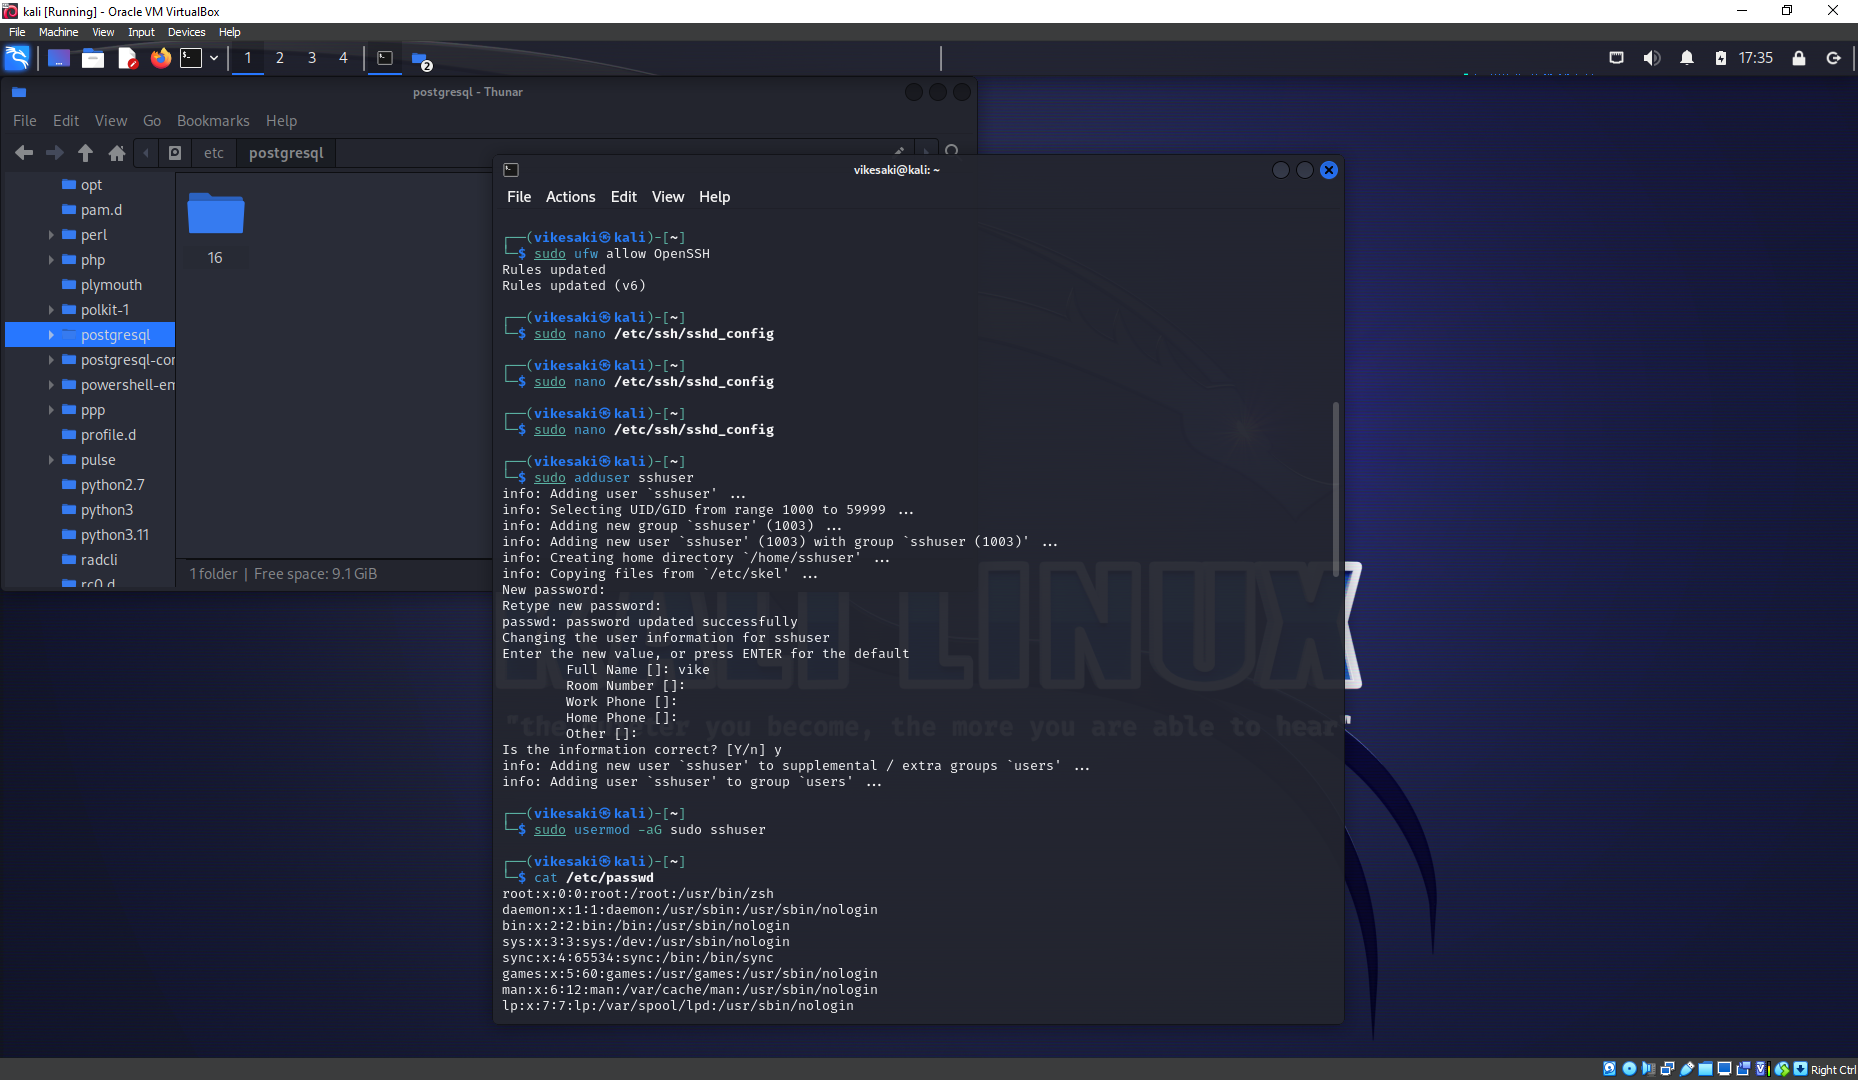 kali [Running] - Oracle VM VirtualBox
File Machine View Input Devices Help
1 2 3 4
2
17:35
postgresql - Thunar
File Edit View Go Bookmarks Help
etc postgresql
opt
pam.d
perl
php
plymouth
polkit-1
postgresql
postgresql-cor
powershell-em
ppp
profile.d
pulse
python2.7
python3
python3.11
radcli
rc0.d
16
1 folder | Free space: 9.1 GiB
vikesaki@kali: ~
File Actions Edit View Help
┌──(vikesaki㉿kali)-[~]
└─$ sudo ufw allow OpenSSH
Rules updated
Rules updated (v6)
┌──(vikesaki㉿kali)-[~]
└─$ sudo nano /etc/ssh/sshd_config
┌──(vikesaki㉿kali)-[~]
└─$ sudo nano /etc/ssh/sshd_config
┌──(vikesaki㉿kali)-[~]
└─$ sudo nano /etc/ssh/sshd_config
┌──(vikesaki㉿kali)-[~]
└─$ sudo adduser sshuser
info: Adding user `sshuser' ...
info: Selecting UID/GID from range 1000 to 59999 ...
info: Adding new group `sshuser' (1003) ...
info: Adding new user `sshuser' (1003) with group `sshuser (1003)' ...
info: Creating home directory `/home/sshuser' ...
info: Copying files from `/etc/skel' ...
New password:
Retype new password:
passwd: password updated successfully
Changing the user information for sshuser
Enter the new value, or press ENTER for the default
Full Name []: vike
Room Number []:
Work Phone []:
Home Phone []:
Other []:
Is the information correct? [Y/n] y
info: Adding new user `sshuser' to supplemental / extra groups `users' ...
info: Adding user `sshuser' to group `users' ...
┌──(vikesaki㉿kali)-[~]
└─$ sudo usermod -aG sudo sshuser
┌──(vikesaki㉿kali)-[~]
└─$ cat /etc/passwd
root:x:0:0:root:/root:/usr/bin/zsh
daemon:x:1:1:daemon:/usr/sbin:/usr/sbin/nologin
bin:x:2:2:bin:/bin:/usr/sbin/nologin
sys:x:3:3:sys:/dev:/usr/sbin/nologin
sync:x:4:65534:sync:/bin:/bin/sync
games:x:5:60:games:/usr/games:/usr/sbin/nologin
man:x:6:12:man:/var/cache/man:/usr/sbin/nologin
lp:x:7:7:lp:/var/spool/lpd:/usr/sbin/nologin
KALI LINUX
"the quieter you become, the more you are able to hear"
Right Ctrl